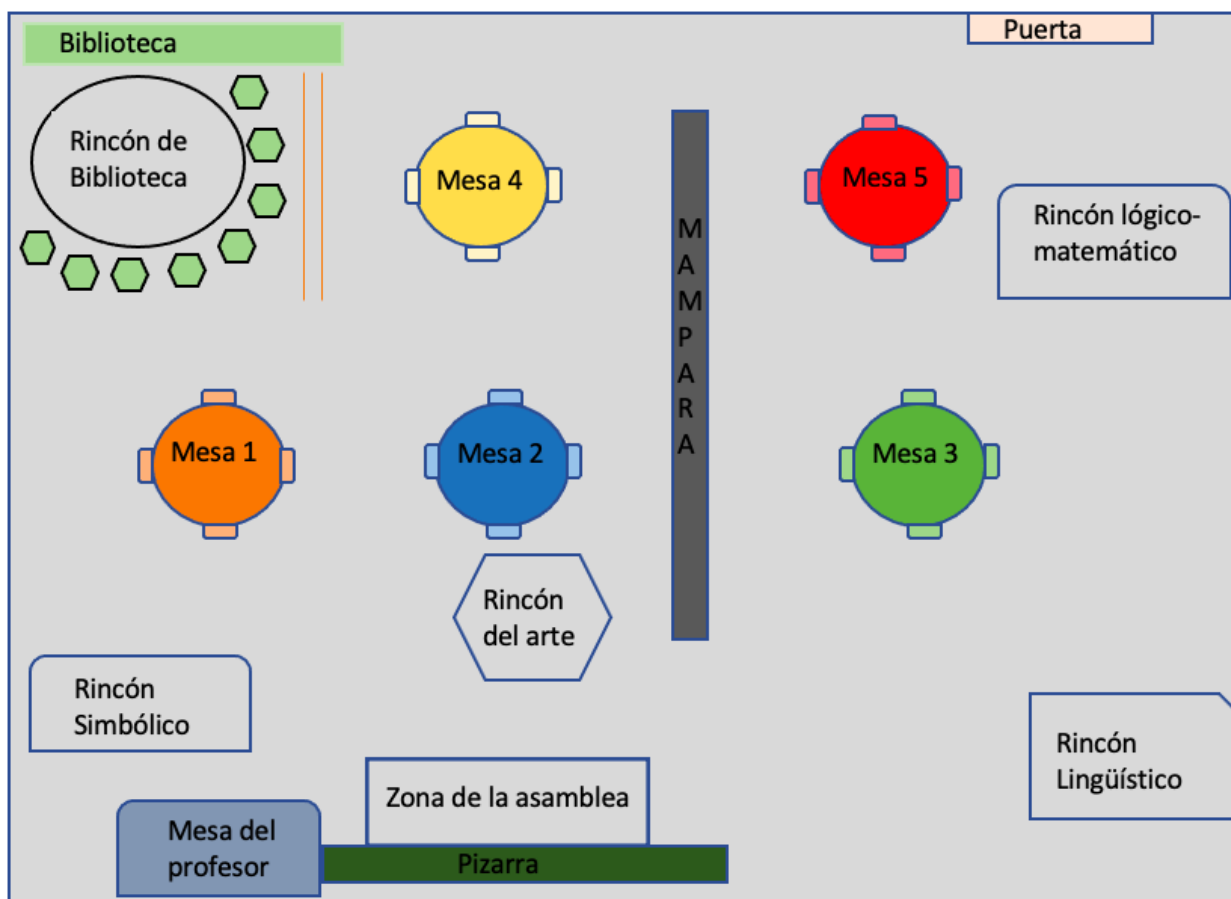 Biblioteca
Puerta
Rincón de
Biblioteca
Mesa 4
Mesa 5
Rincón lógico-
matemático
M
A
M
P
A
R
A
Mesa 1
Mesa 2
Mesa 3
Rincón
del arte
Rincón
Simbólico
Rincón
Lingüístico
Zona de la asamblea
Mesa del
profesor
Pizarra